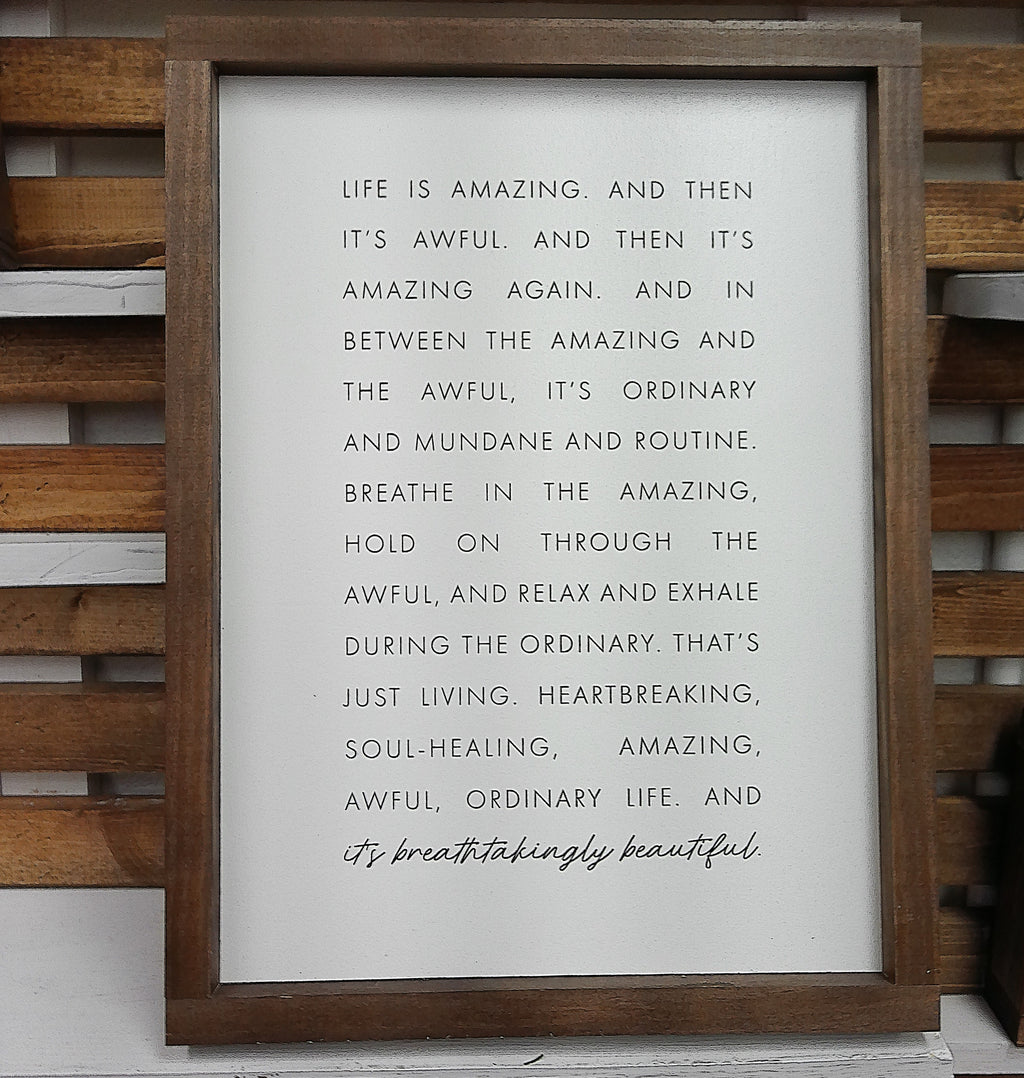 LIFE IS AMAZING. AND THEN
IT'S AWFUL. AND THEN IT'S
AMAZING AGAIN. AND IN
BETWEEN THE AMAZING AND
THE AWFUL, IT'S ORDINARY
AND MUNDANE AND ROUTINE.
BREATHE IN THE AMAZING,
HOLD ON THROUGH THE
AWFUL, AND RELAX AND EXHALE
DURING THE ORDINARY. THAT'S
JUST LIVING. HEARTBREAKING,
SOUL-HEALING, AMAZING,
AWFUL, ORDINARY LIFE. AND
it's breathtakingly beautiful.